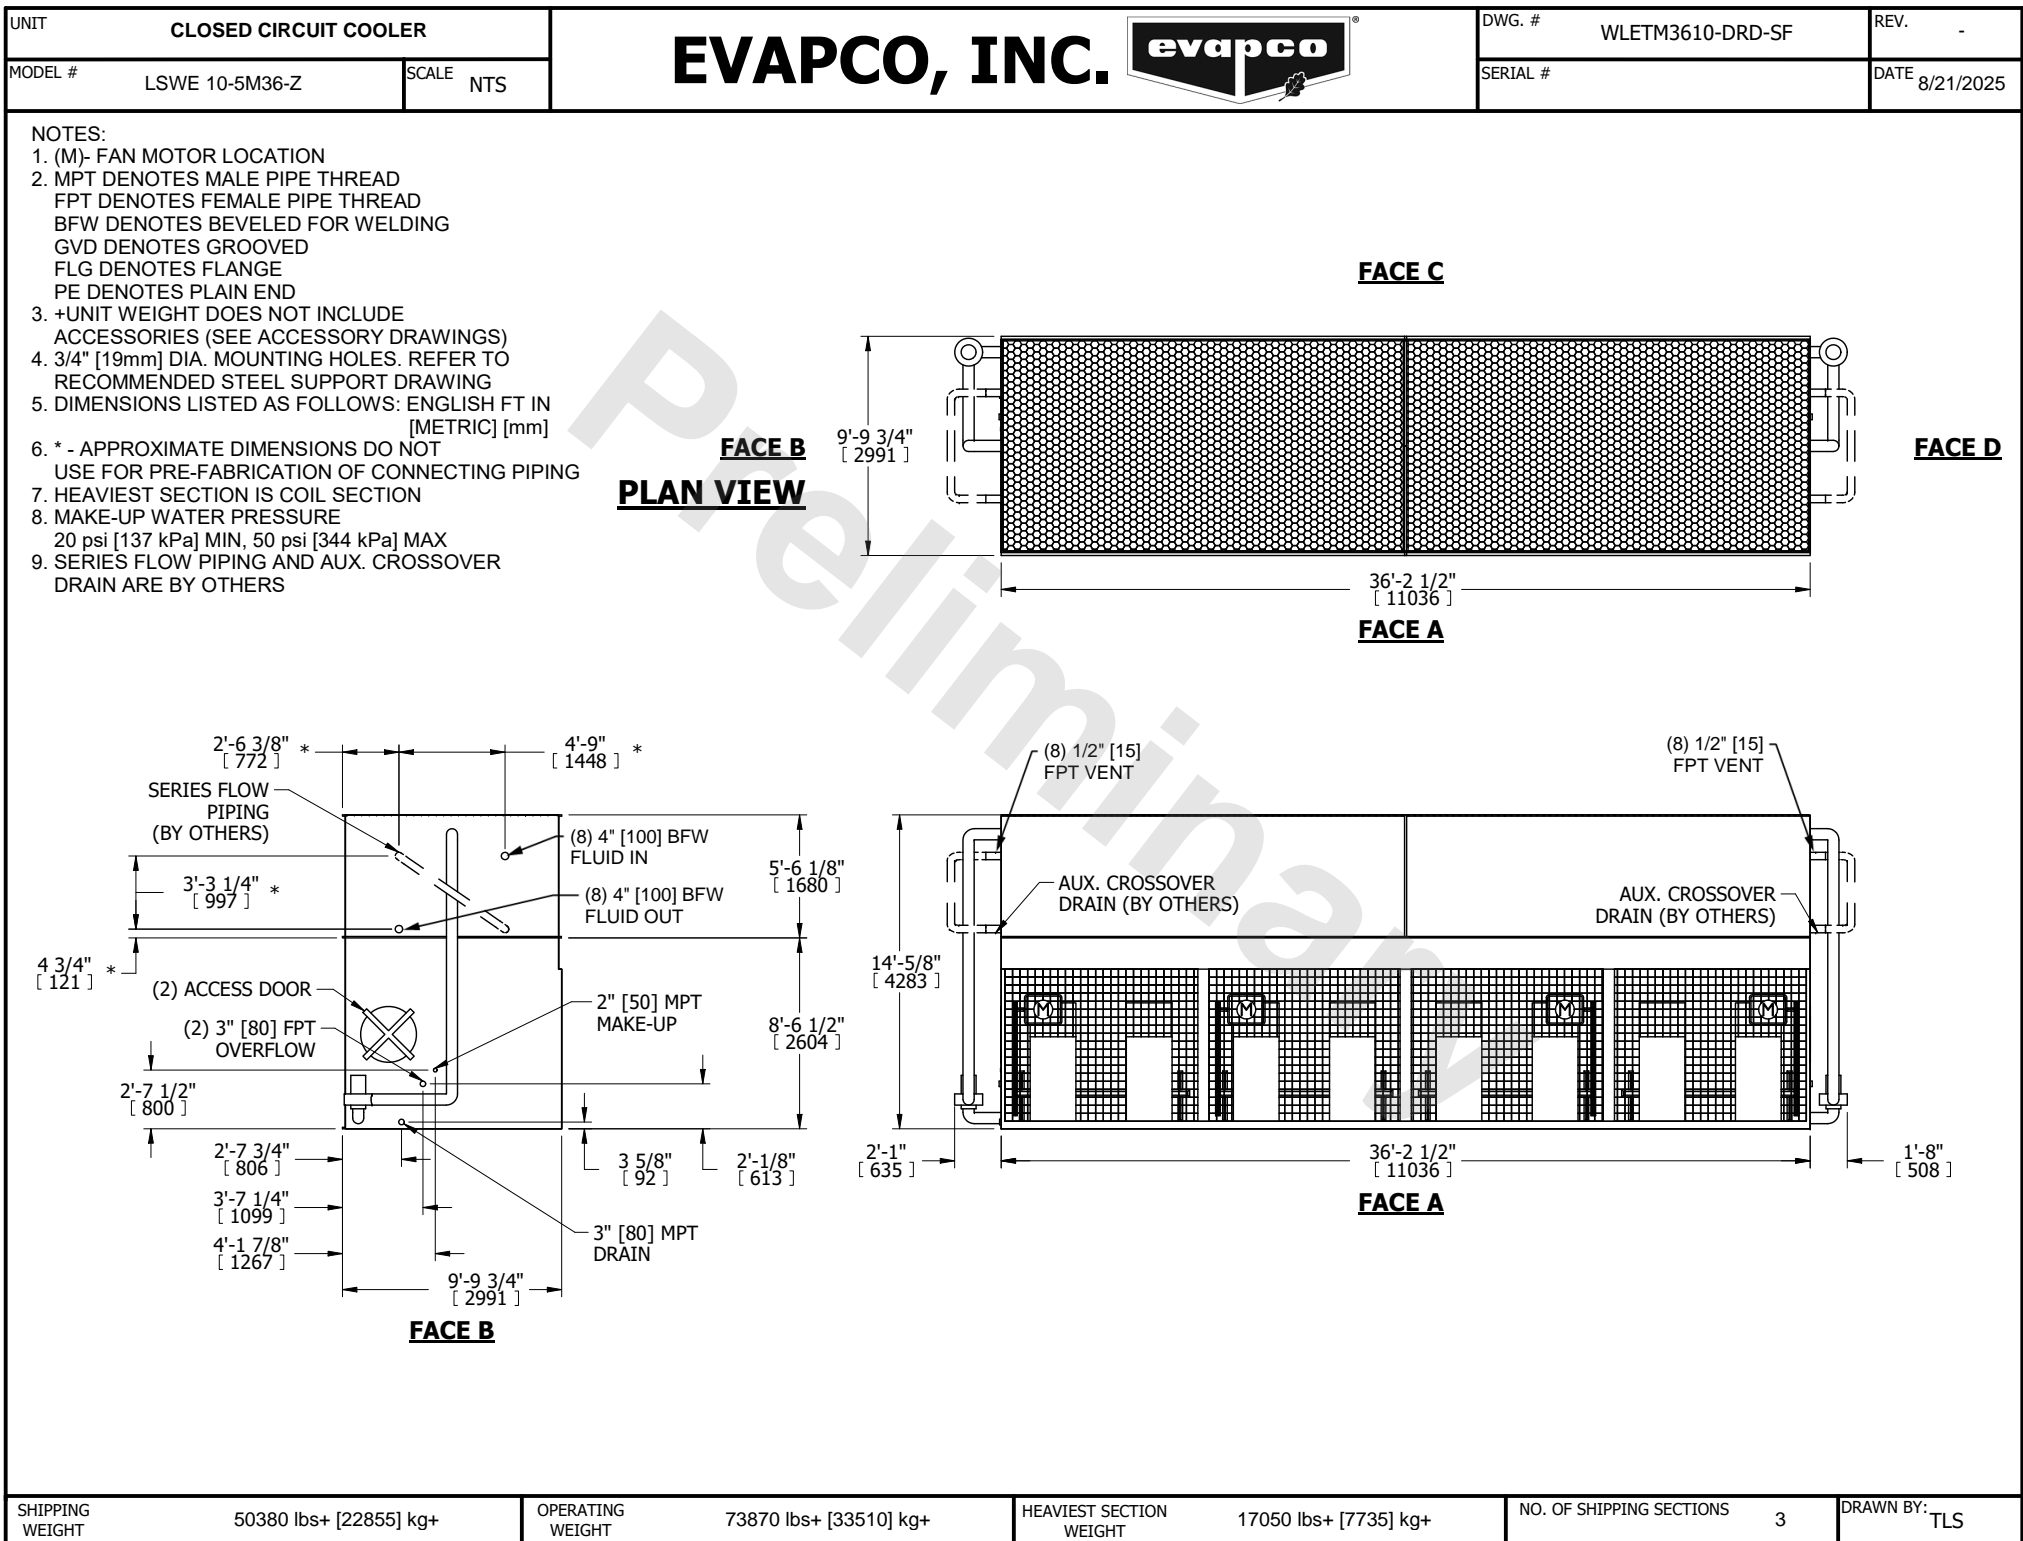 UNIT
CLOSED CIRCUIT COOLER
MODEL #
LSWE 10-5M36-Z
SCALE
NTS
EVAPCO, INC.
evapco
®
DWG. #
WLETM3610-DRD-SF
REV.
-
SERIAL #
DATE
8/21/2025
NOTES:
1. (M)- FAN MOTOR LOCATION
2. MPT DENOTES MALE PIPE THREAD
FPT DENOTES FEMALE PIPE THREAD
BFW DENOTES BEVELED FOR WELDING
GVD DENOTES GROOVED
FLG DENOTES FLANGE
PE DENOTES PLAIN END
3. +UNIT WEIGHT DOES NOT INCLUDE
ACCESSORIES (SEE ACCESSORY DRAWINGS)
4. 3/4" [19mm] DIA. MOUNTING HOLES. REFER TO
RECOMMENDED STEEL SUPPORT DRAWING
5. DIMENSIONS LISTED AS FOLLOWS: ENGLISH FT IN
[METRIC] [mm]
6. * - APPROXIMATE DIMENSIONS DO NOT
USE FOR PRE-FABRICATION OF CONNECTING PIPING
7. HEAVIEST SECTION IS COIL SECTION
8. MAKE-UP WATER PRESSURE
20 psi [137 kPa] MIN, 50 psi [344 kPa] MAX
9. SERIES FLOW PIPING AND AUX. CROSSOVER
DRAIN ARE BY OTHERS
Preliminary
FACE C
FACE B
PLAN VIEW
9'-9 3/4"
[ 2991 ]
FACE D
36'-2 1/2"
[ 11036 ]
FACE A
2'-6 3/8" *
[ 772 ]
4'-9" *
[ 1448 ]
SERIES FLOW
PIPING
(BY OTHERS)
(8) 4" [100] BFW
FLUID IN
3'-3 1/4" *
[ 997 ]
(8) 4" [100] BFW
FLUID OUT
5'-6 1/8"
[ 1680 ]
4 3/4" *
[ 121 ]
(2) ACCESS DOOR
(2) 3" [80] FPT
OVERFLOW
2" [50] MPT
MAKE-UP
8'-6 1/2"
[ 2604 ]
2'-7 1/2"
[ 800 ]
2'-7 3/4"
[ 806 ]
3 5/8"
[ 92 ]
2'-1/8"
[ 613 ]
3'-7 1/4"
[ 1099 ]
4'-1 7/8"
[ 1267 ]
3" [80] MPT
DRAIN
9'-9 3/4"
[ 2991 ]
FACE B
(8) 1/2" [15]
FPT VENT
(8) 1/2" [15]
FPT VENT
AUX. CROSSOVER
DRAIN (BY OTHERS)
AUX. CROSSOVER
DRAIN (BY OTHERS)
14'-5/8"
[ 4283 ]
M M M M
2'-1"
[ 635 ]
36'-2 1/2"
[ 11036 ]
1'-8"
[ 508 ]
FACE A
SHIPPING
WEIGHT
50380 lbs+ [22855] kg+
OPERATING
WEIGHT
73870 lbs+ [33510] kg+
HEAVIEST SECTION
WEIGHT
17050 lbs+ [7735] kg+
NO. OF SHIPPING SECTIONS
3
DRAWN BY:
TLS